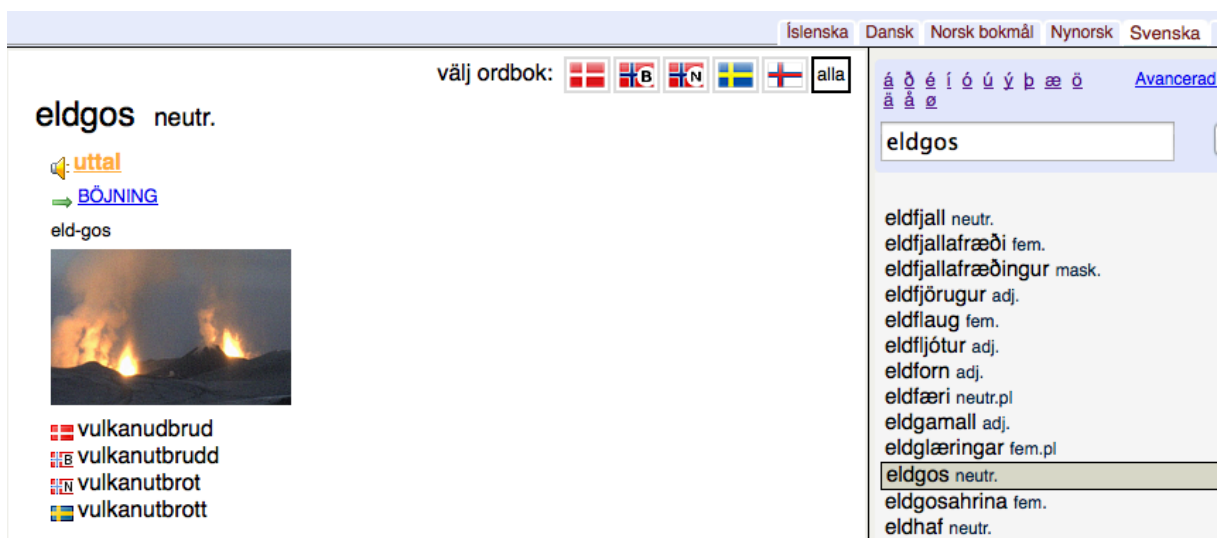 Íslenska Dansk Norsk bokmål Nynorsk Svenska
välj ordbok: B N alla
eldgos neutr.
uttal
BÖJNING
eld-gos
B
N
vulkanudbrud
vulkanutbrudd
vulkanutbrot
vulkanutbrott
á ð é í ó ú ý þ æ ö
ä å ø
Avancerad
eldgos
eldfjall neutr.
eldfjallafræði fem.
eldfjallafræðingur mask.
eldfjörugur adj.
eldflaug fem.
eldfljótur adj.
eldforn adj.
eldfæri neutr.pl
eldgamall adj.
eldglæringar fem.pl
eldgos neutr.
eldgosahrina fem.
eldhaf neutr.